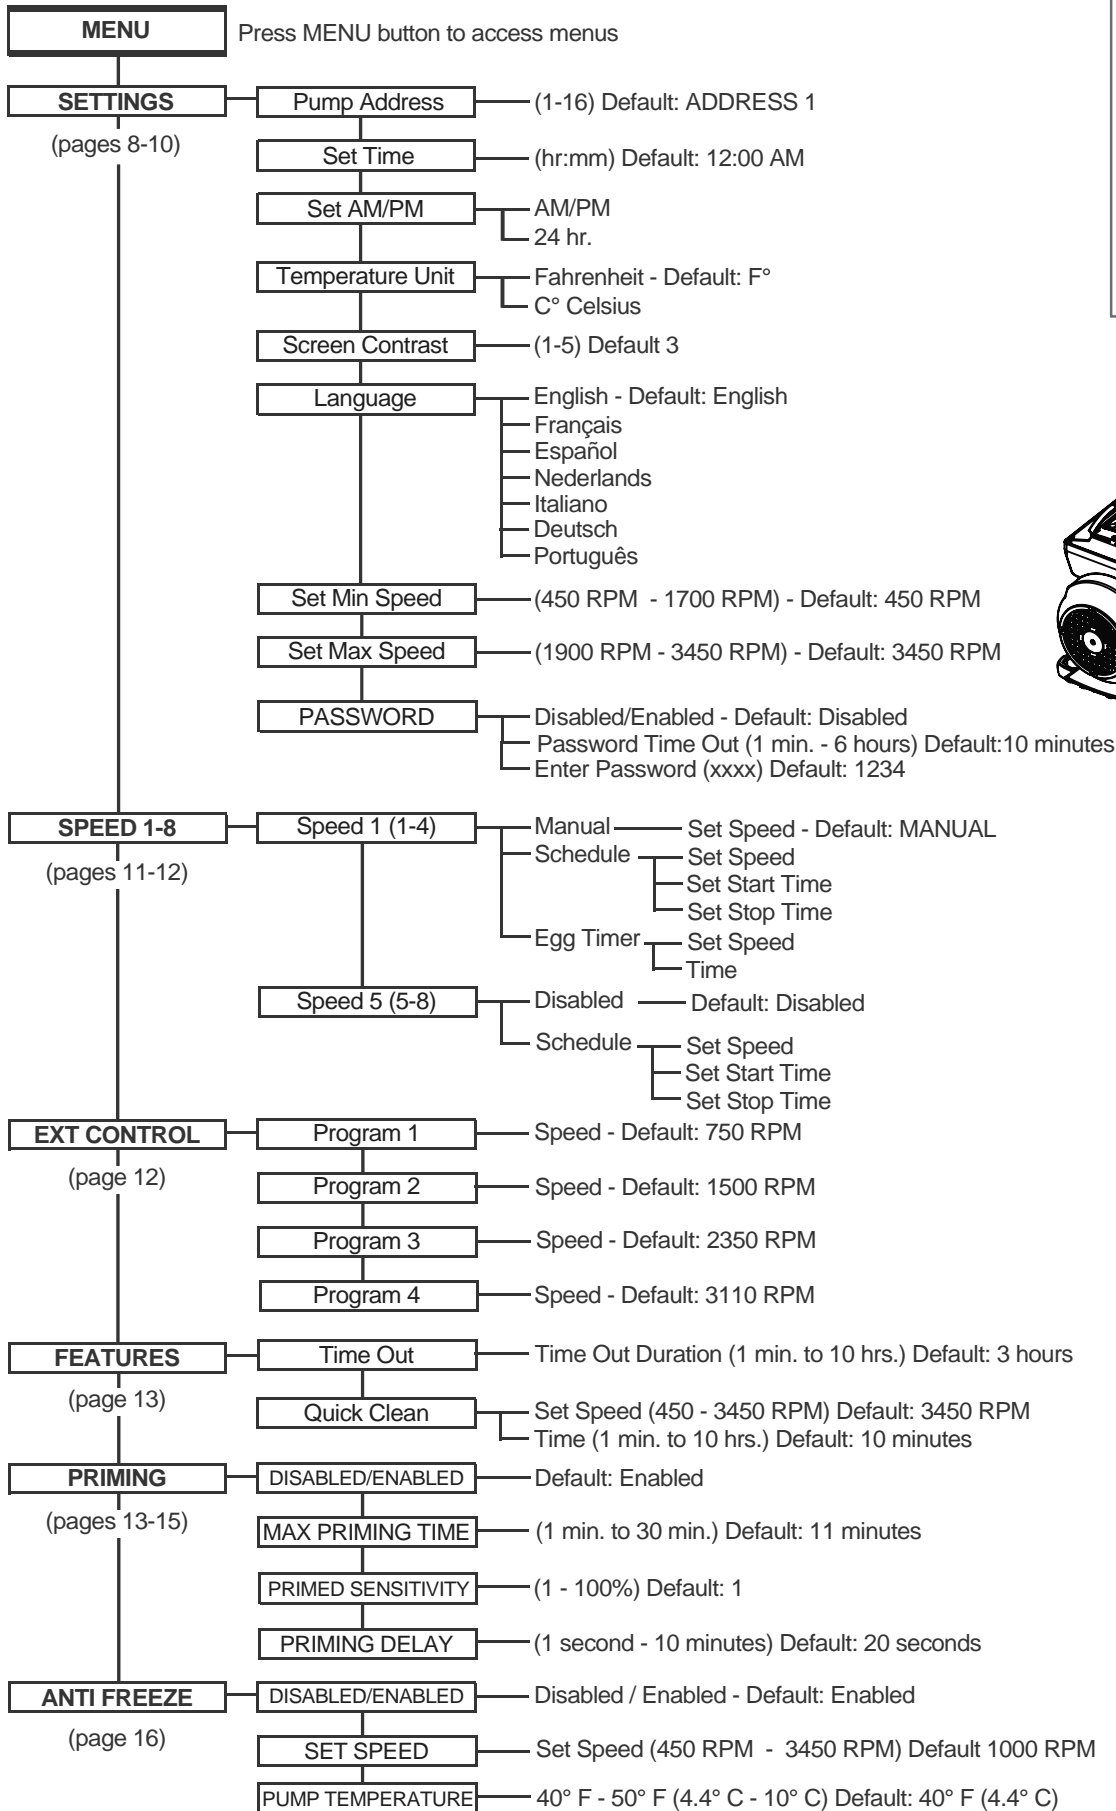 MENU Press MENU button to access menus
SETTINGS Pump Address (1-16) Default: ADDRESS 1
(pages 8-10)
Set Time (hr:mm) Default: 12:00 AM
Set AM/PM AM/PM
24 hr.
Temperature Unit Fahrenheit - Default: F°
C° Celsius
Screen Contrast (1-5) Default 3
Language English - Default: English
Français
Español
Nederlands
Italiano
Deutsch
Português
Set Min Speed (450 RPM - 1700 RPM) - Default: 450 RPM
Set Max Speed (1900 RPM - 3450 RPM) - Default: 3450 RPM
PASSWORD Disabled/Enabled - Default: Disabled
Password Time Out (1 min. - 6 hours) Default:10 minutes
Enter Password (xxxx) Default: 1234
SPEED 1-8 Speed 1 (1-4) Manual Set Speed - Default: MANUAL
(pages 11-12) Schedule Set Speed
Set Start Time
Set Stop Time
Egg Timer Set Speed
Time
Speed 5 (5-8) Disabled Default: Disabled
Schedule Set Speed
Set Start Time
Set Stop Time
EXT CONTROL Program 1 Speed - Default: 750 RPM
(page 12)
Program 2 Speed - Default: 1500 RPM
Program 3 Speed - Default: 2350 RPM
Program 4 Speed - Default: 3110 RPM
FEATURES Time Out Time Out Duration (1 min. to 10 hrs.) Default: 3 hours
(page 13)
Quick Clean Set Speed (450 - 3450 RPM) Default: 3450 RPM
Time (1 min. to 10 hrs.) Default: 10 minutes
PRIMING DISABLED/ENABLED Default: Enabled
(pages 13-15)
MAX PRIMING TIME (1 min. to 30 min.) Default: 11 minutes
PRIMED SENSITIVITY (1 - 100%) Default: 1
PRIMING DELAY (1 second - 10 minutes) Default: 20 seconds
ANTI FREEZE DISABLED/ENABLED Disabled / Enabled - Default: Enabled
(page 16)
SET SPEED Set Speed (450 RPM - 3450 RPM) Default 1000 RPM
PUMP TEMPERATURE 40° F - 50° F (4.4° C - 10° C) Default: 40° F (4.4° C)